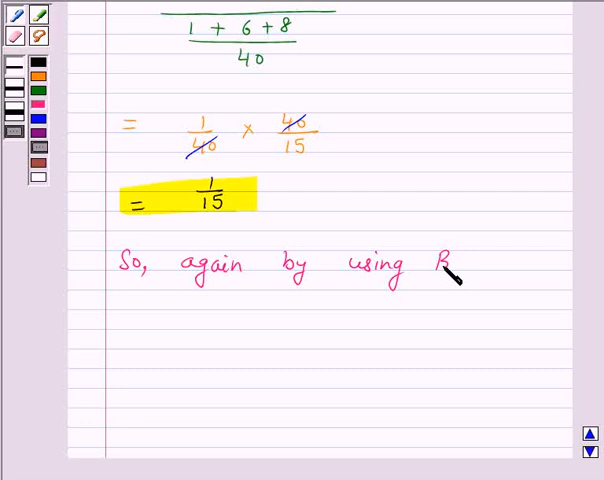 1 + 6 + 8
40
= 1/40 × 40/15
= 1/15
So, again by using B